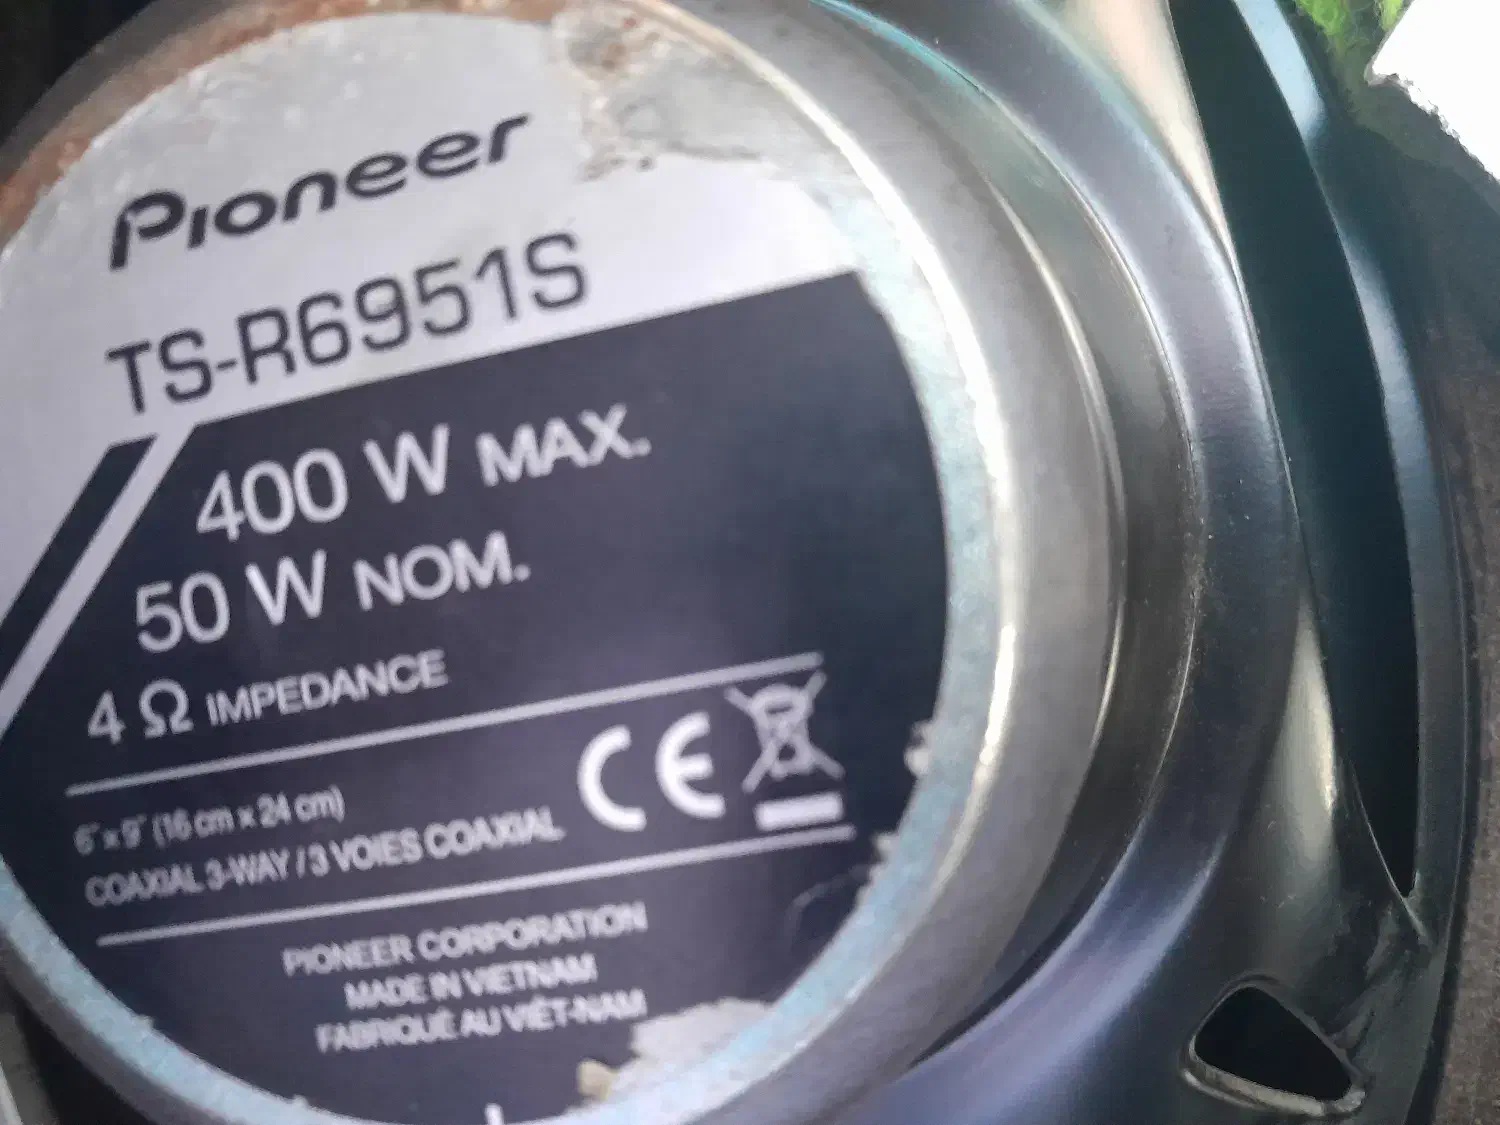 Pioneer
TS-R6951S
400 W MAX.
50 W NOM.
4 Ω IMPEDANCE
6"x9" (16 cm x 24 cm)
COAXIAL 3-WAY / 3 VOIES COAXIAL
CE
PIONEER CORPORATION
MADE IN VIETNAM
FABRIQUÉ AU VIÊT-NAM